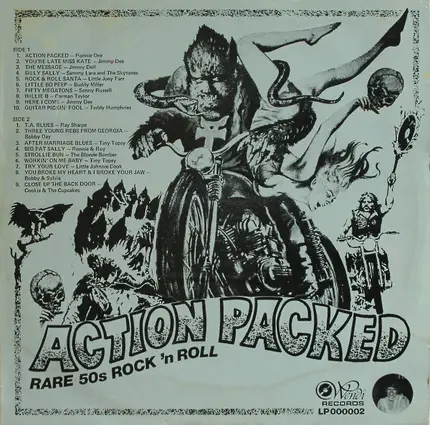 SIDE 1
1. ACTION PACKED – Ronnie Dee
2. YOU'RE LATE MISS KATE – Jimmy Dee
3. THE MESSAGE – Jimmy Dell
4. SILLY SALLY – Sammy Lara and The Skytones
5. ROCK & ROLL SANTA – Little Joey Farr
6. LITTLE BO PEEP – Buddy Miller
7. FIFTY MEGATONS – Sonny Russell
8. WILLIE B – Carmen Taylor
9. HERE I COME – Jimmy Dee
10. GUITAR PICKIN' FOOL – Teddy Humphries
SIDE 2
1. T.A. BLUES – Ray Sharpe
2. THREE YOUNG REBS FROM GEORGIA –
Bobby Day
3. AFTER MARRIAGE BLUES – Tiny Topsy
4. BIG FAT SALLY – Ronnie & Roy
5. STROLLIE BUN – The Blonde Bomber
6. WORKIN' ON ME BABY – Tiny Topsy
7. TRY YOUR LOVE – Little Johnnie Cook
8. YOU BROKE MY HEART & I BROKE YOUR JAW –
Bobby & Sylvia
9. CLOSE UP THE BACK DOOR –
Cookie & The Cupcakes
ACTION PACKED
RARE 50s ROCK 'n ROLL
RECORDS
LP000002